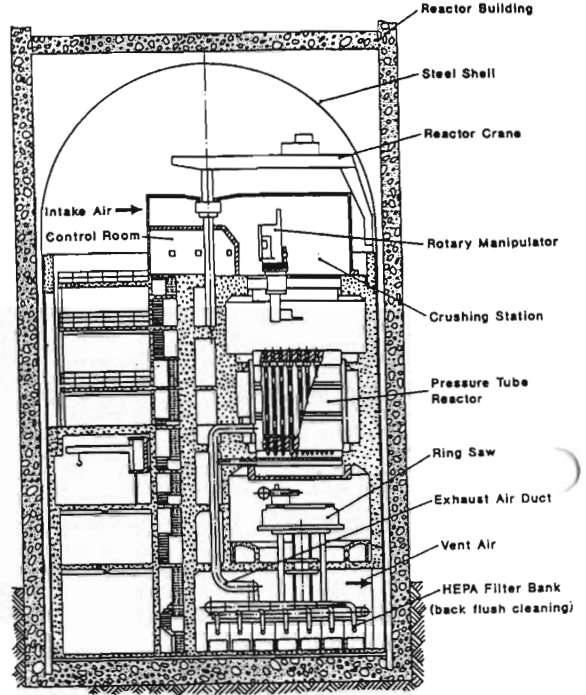 Reactor Building
Steel Shell
Reactor Crane
Intake Air
Control Room
Rotary Manipulator
Crushing Station
Pressure Tube
Reactor
Ring Saw
Exhaust Air Duct
Vent Air
HEPA Filter Bank
(back flush cleaning)